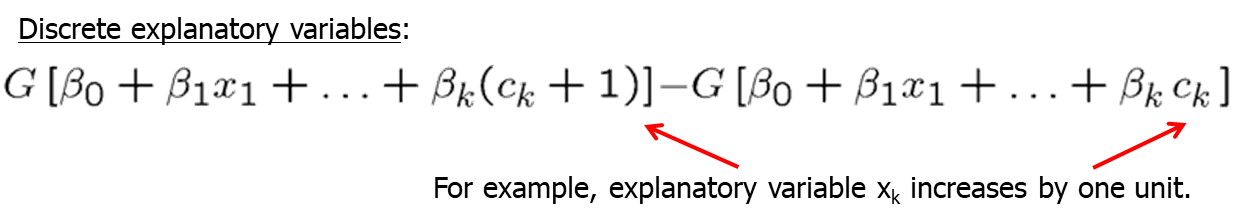 Discrete explanatory variables:
G [β₀ + β₁x₁ + . . . + βₖ(cₖ + 1)]−G [β₀ + β₁x₁ + . . . + βₖ cₖ]
For example, explanatory variable xₖ increases by one unit.